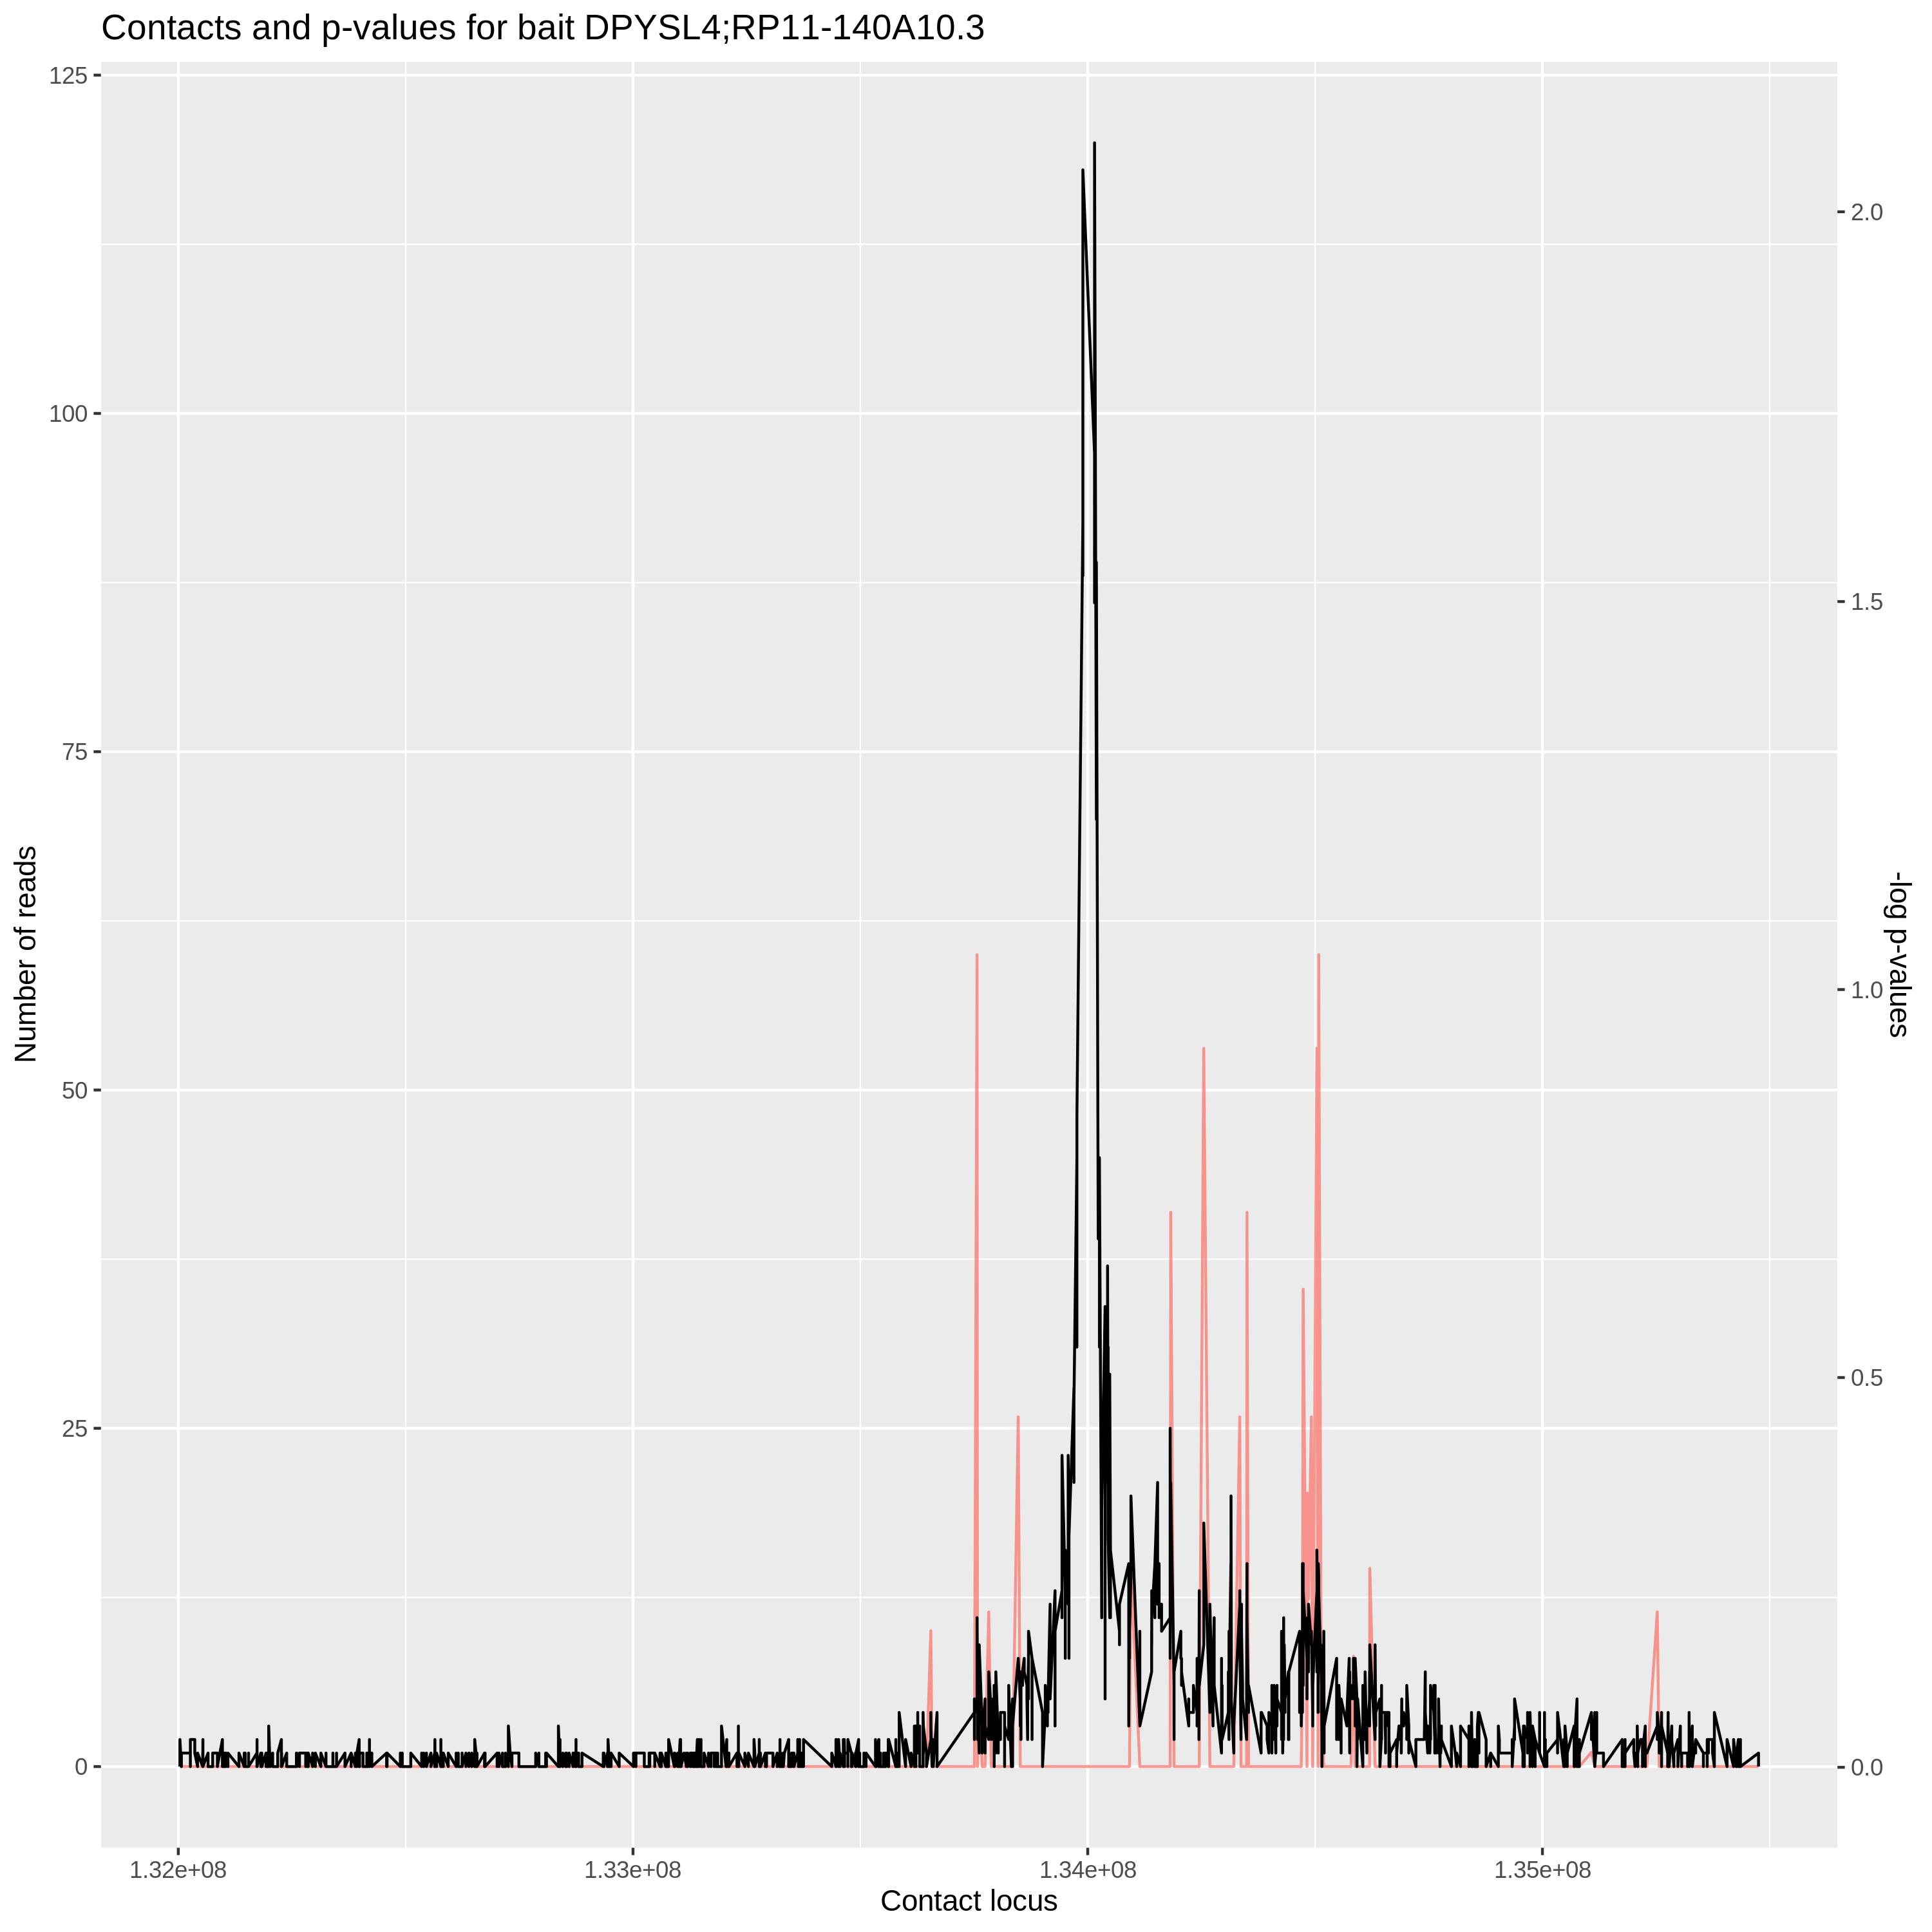 Contacts and p-values for bait DPYSL4;RP11-140A10.3
125
100
75
50
25
0
Number of reads
2.0
1.5
1.0
0.5
0.0
-log p-values
1.32e+08 1.33e+08 1.34e+08 1.35e+08
Contact locus